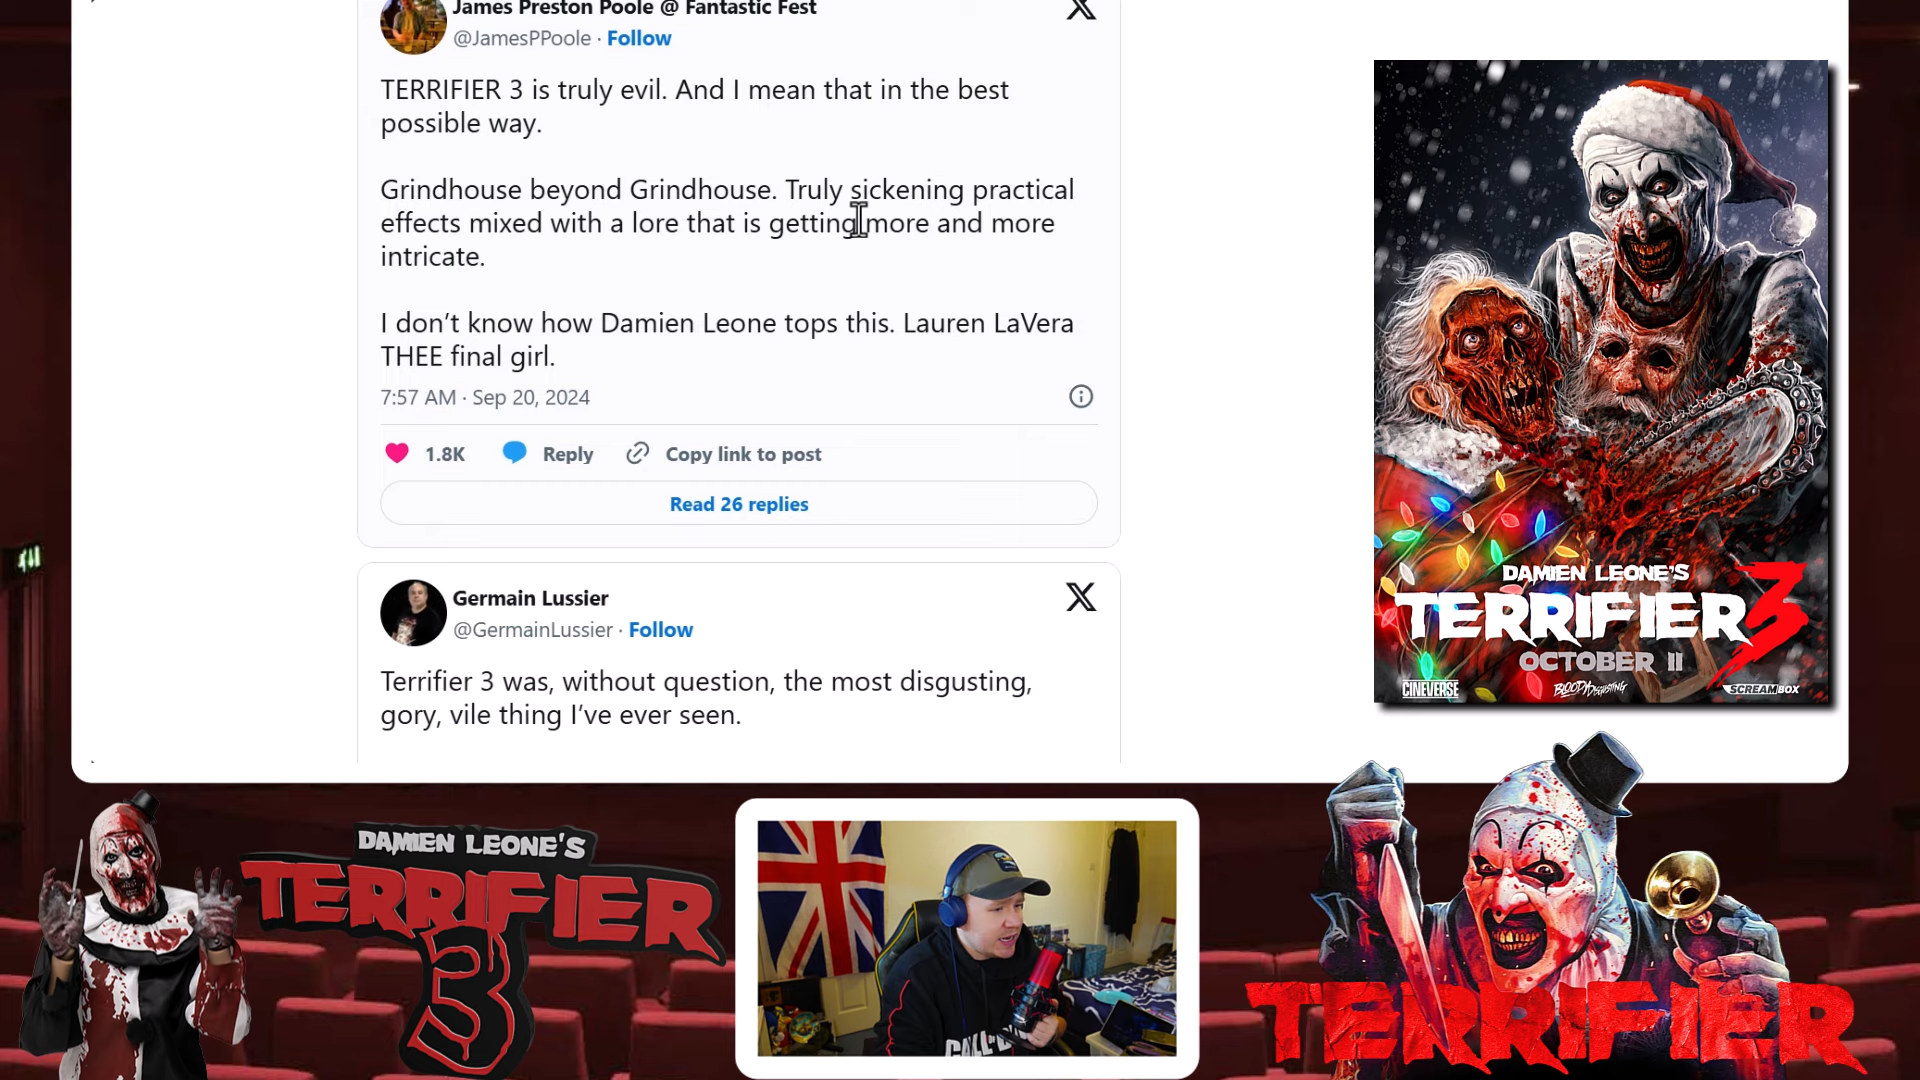 James Preston Poole @ Fantastic Fest
@JamesPPoole · Follow
TERRIFIER 3 is truly evil. And I mean that in the best
possible way.
Grindhouse beyond Grindhouse. Truly sickening practical
effects mixed with a lore that is getting more and more
intricate.
I don’t know how Damien Leone tops this. Lauren LaVera
THEE final girl.
7:57 AM · Sep 20, 2024
1.8K Reply Copy link to post
Read 26 replies
Germain Lussier
@GermainLussier · Follow
Terrifier 3 was, without question, the most disgusting,
gory, vile thing I’ve ever seen.
DAMIEN LEONE'S
TERRIFIER 3
OCTOBER 11
CINEVERSE BLOODY DISGUSTING SCREAMBOX
DAMIEN LEONE'S
TERRIFIER
3
TERRIFIER